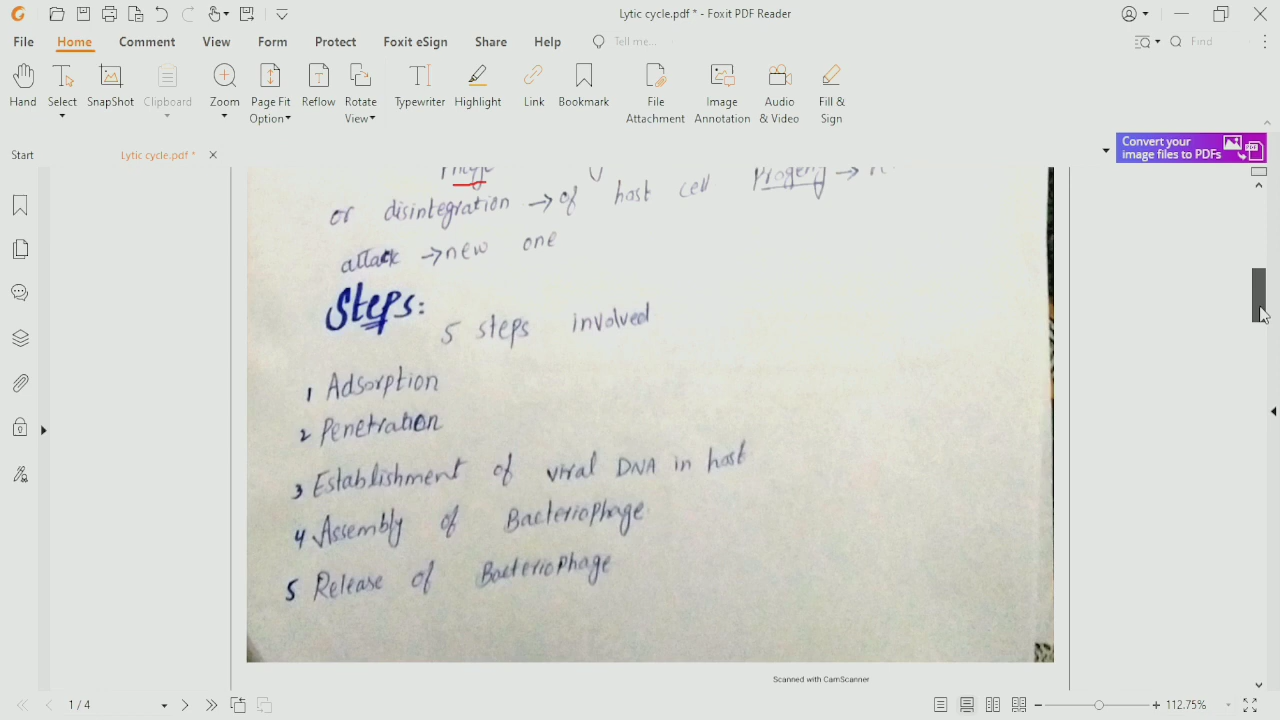 Lytic cycle.pdf * - Foxit PDF Reader
File Home Comment View Form Protect Foxit eSign Share Help Tell me... Find
Hand Select SnapShot Clipboard Zoom Page Fit Option Reflow Rotate View Typewriter Highlight Link Bookmark File Attachment Image Annotation Audio & Video Fill & Sign
Start Lytic cycle.pdf *
Convert your
image files to PDFs
or disintegration → of host cell Progeny →
attack → new one
Steps:
5 steps involved
1 Adsorption
2 Penetration
3 Establishment of viral DNA in host
4 Assembly of Bacteriophage
5 Release of Bacteriophage
Scanned with CamScanner
1 / 4
112.75%